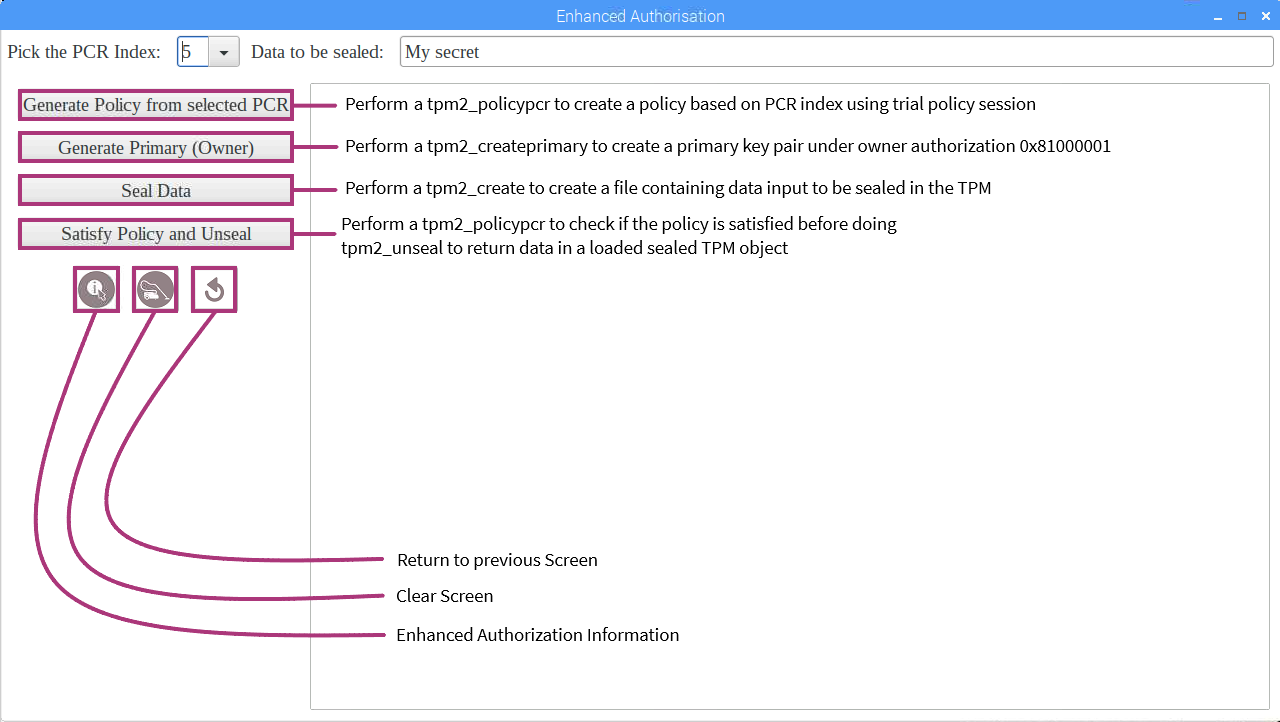 Enhanced Authorisation
Pick the PCR Index: 5 Data to be sealed: My secret
Generate Policy from selected PCR Perform a tpm2_policypcr to create a policy based on PCR index using trial policy session
Generate Primary (Owner) Perform a tpm2_createprimary to create a primary key pair under owner authorization 0x81000001
Seal Data Perform a tpm2_create to create a file containing data input to be sealed in the TPM
Satisfy Policy and Unseal Perform a tpm2_policypcr to check if the policy is satisfied before doing
tpm2_unseal to return data in a loaded sealed TPM object
Return to previous Screen
Clear Screen
Enhanced Authorization Information